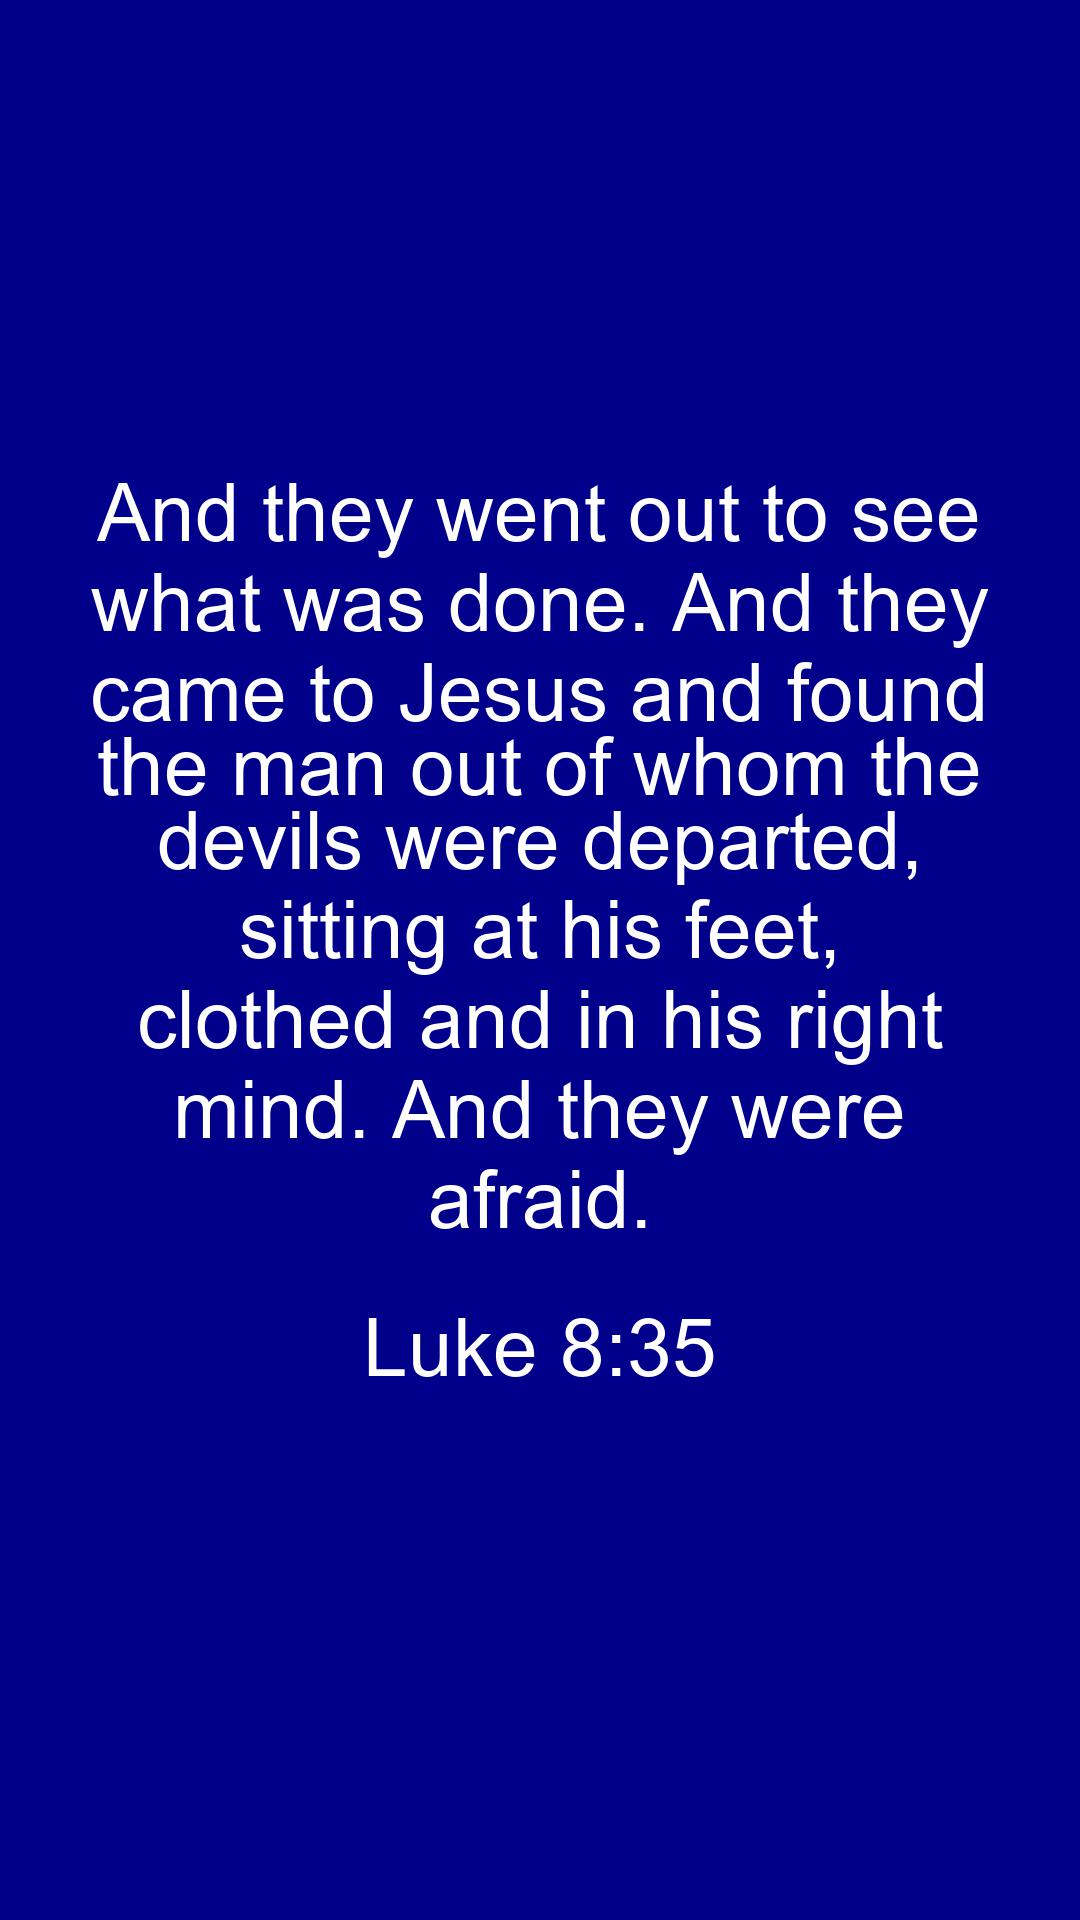 And they went out to see
what was done. And they
came to Jesus and found
the man out of whom the
devils were departed,
sitting at his feet,
clothed and in his right
mind. And they were
afraid.
Luke 8:35